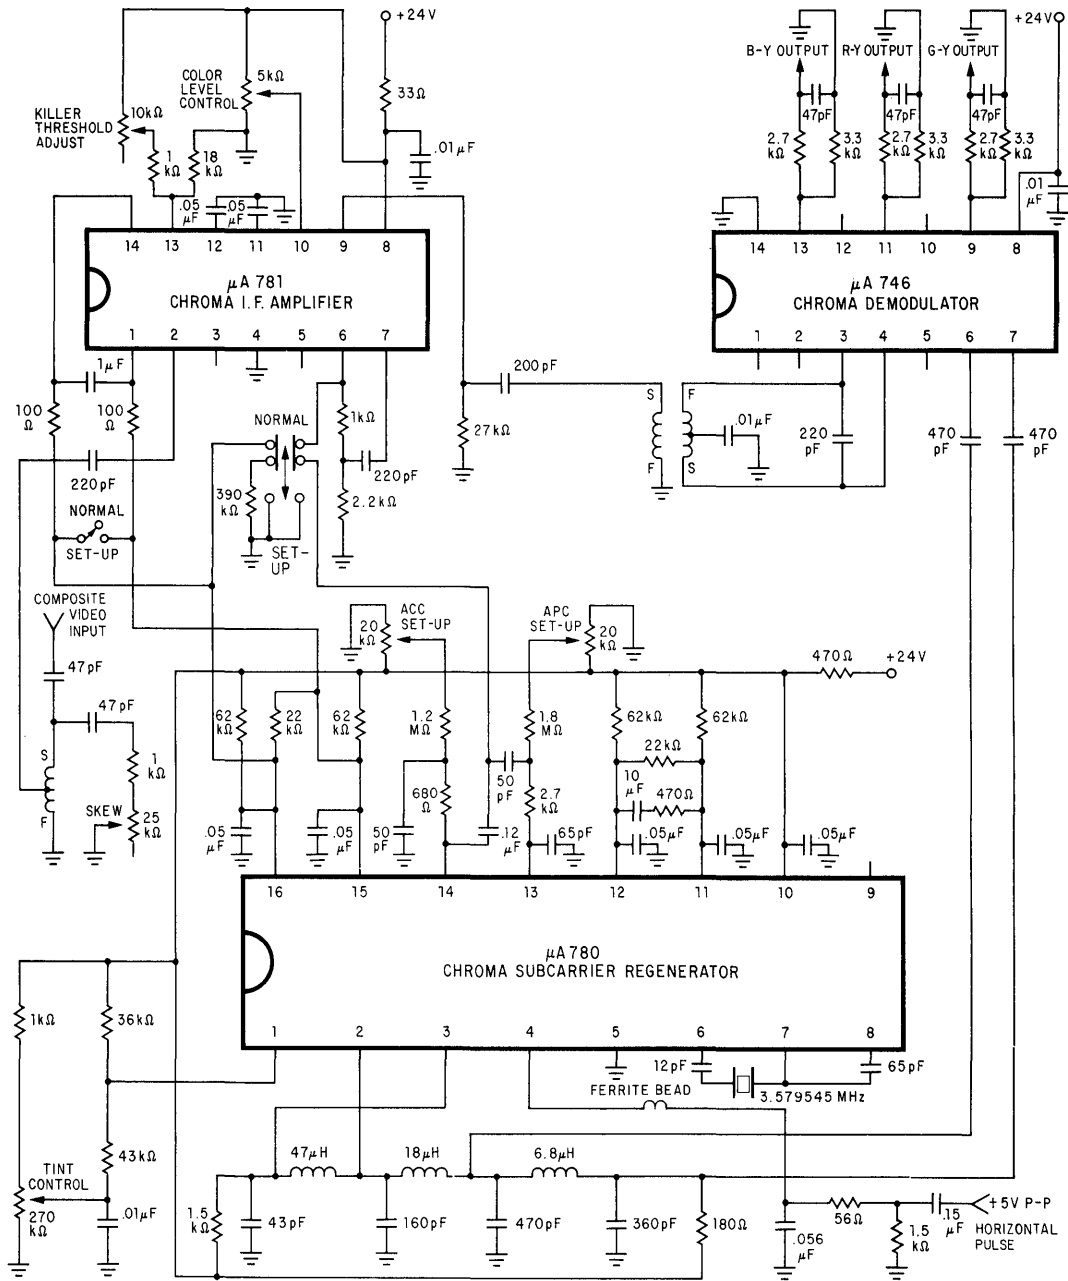 +24V
+24V
B-Y OUTPUT
R-Y OUTPUT
G-Y OUTPUT
COLOR
LEVEL
CONTROL
5kΩ
33Ω
KILLER
THRESHOLD
ADJUST
10kΩ
47pF
47pF
47pF
2.7
kΩ
3.3
kΩ
2.7
kΩ
3.3
kΩ
2.7
kΩ
3.3
kΩ
1
kΩ
18
kΩ
.01μF
.01
μF
.05
μF
.05
μF
14 13 12 11 10 9 8
μA 781
CHROMA I.F. AMPLIFIER
1 2 3 4 5 6 7
14 13 12 11 10 9 8
μA 746
CHROMA DEMODULATOR
1 2 3 4 5 6 7
1μF
100
Ω
100
Ω
220pF
NORMAL
SET-UP
NORMAL
390
kΩ
SET-
UP
1kΩ
220pF
2.2kΩ
27kΩ
200pF
S
F
F
S
.01μF
220
pF
470
pF
470
pF
COMPOSITE
VIDEO
INPUT
47pF
47pF
S
F
1
kΩ
SKEW
25
kΩ
20
kΩ
ACC
SET-UP
APC
SET-UP
20
kΩ
470Ω
+24V
62
kΩ
22
kΩ
62
kΩ
1.2
MΩ
1.8
MΩ
62kΩ
62kΩ
22kΩ
50
pF
680
Ω
2.7
kΩ
10
μF
470Ω
.05
μF
.05
μF
50
pF
.12
μF
65pF
.05μF
.05μF
.05μF
16 15 14 13 12 11 10 9
μA780
CHROMA SUBCARRIER REGENERATOR
1 2 3 4 5 6 7 8
1kΩ
36kΩ
12pF
65pF
3.579545 MHz
FERRITE BEAD
43kΩ
TINT
CONTROL
270
kΩ
.01μF
47μH
18μH
6.8μH
1.5
kΩ
43pF
160pF
470pF
360pF
180Ω
.056
μF
56Ω
1.5
kΩ
.15
μF
+5V P-P
HORIZONTAL
PULSE